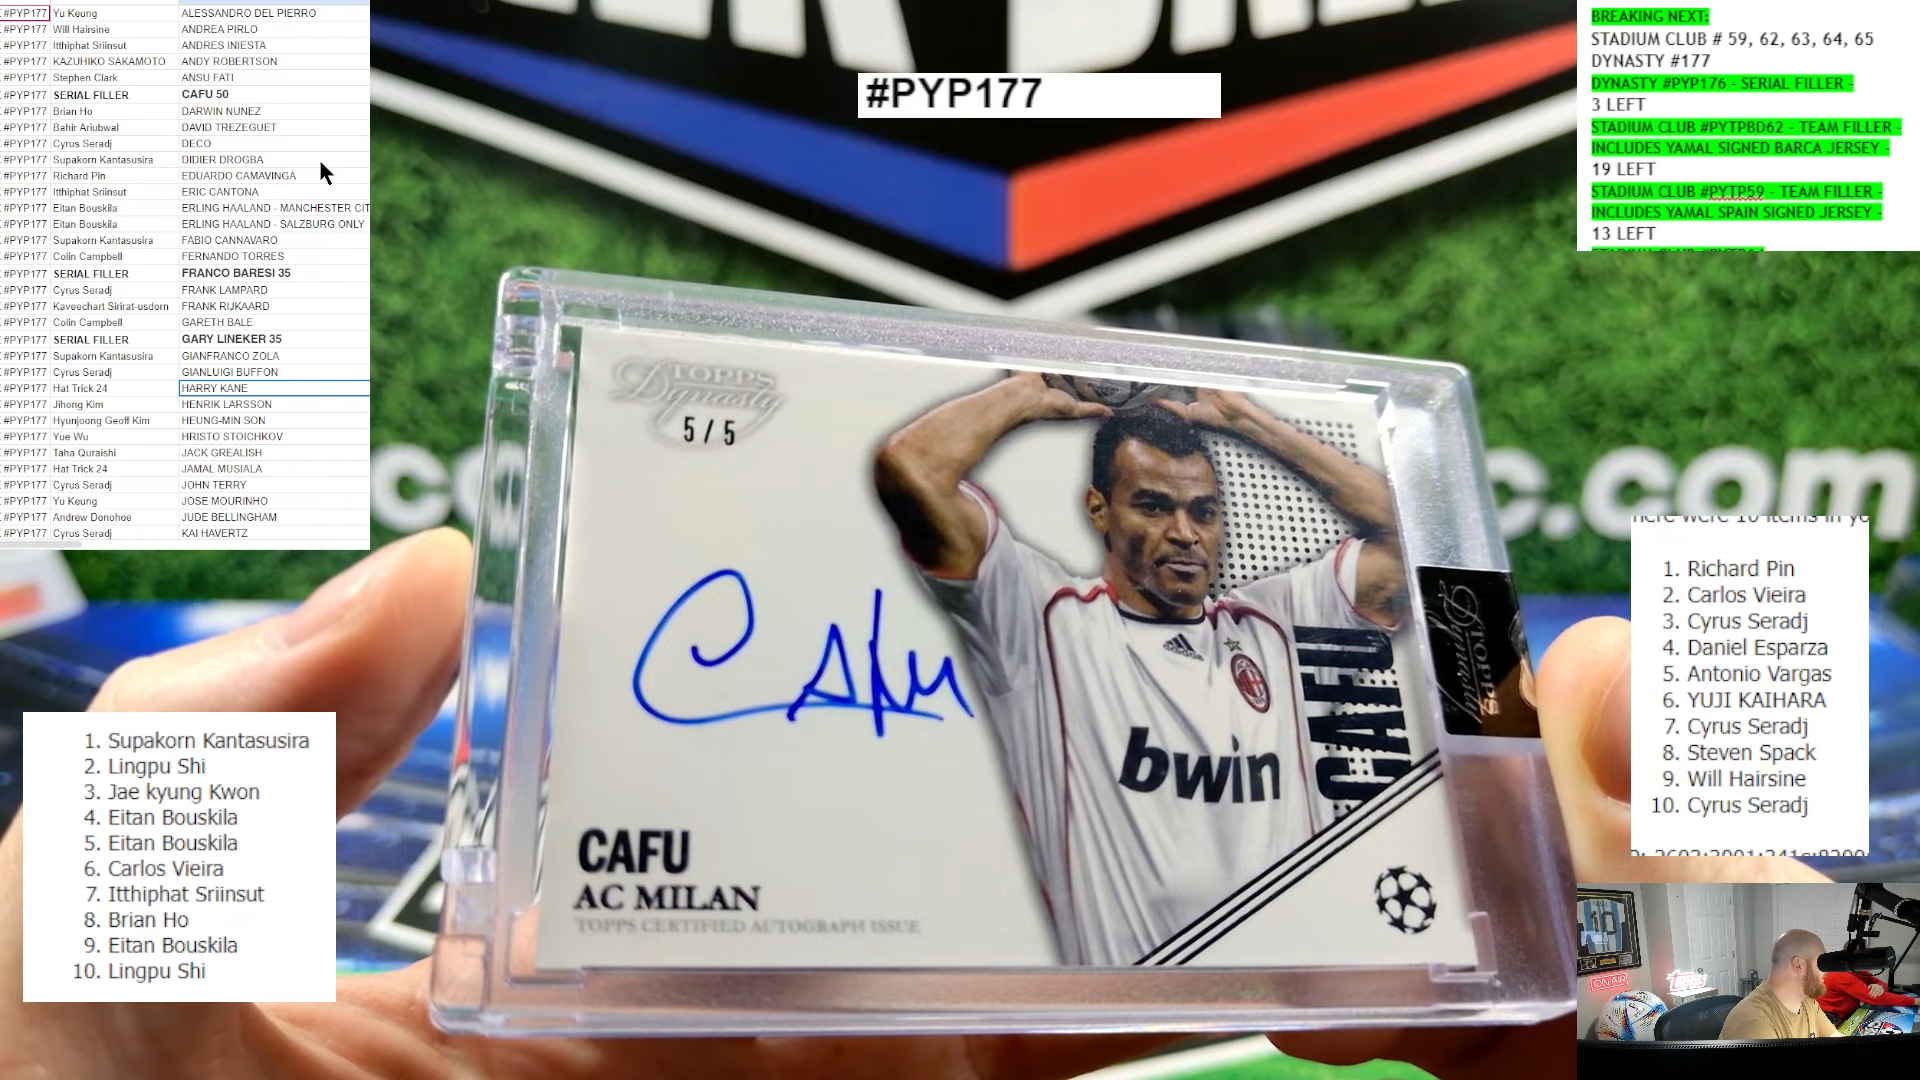 #PYP177 Yu Keung ALESSANDRO DEL PIERRO
#PYP177 Will Hairsine ANDREA PIRLO
#PYP177 Itthiphat Sriinsut ANDRES INIESTA
#PYP177 KAZUHIKO SAKAMOTO ANDY ROBERTSON
#PYP177 Stephen Clark ANSU FATI
#PYP177 SERIAL FILLER CAFU 50
#PYP177 Brian Ho DARWIN NUNEZ
#PYP177 Bahir Ariubwal DAVID TREZEGUET
#PYP177 Cyrus Seradj DECO
#PYP177 Supakorn Kantasusira DIDIER DROGBA
#PYP177 Richard Pin EDUARDO CAMAVINGA
#PYP177 Itthiphat Sriinsut ERIC CANTONA
#PYP177 Eitan Bouskila ERLING HAALAND - MANCHESTER CIT
#PYP177 Eitan Bouskila ERLING HAALAND - SALZBURG ONLY
#PYP177 Supakorn Kantasusira FABIO CANNAVARO
#PYP177 Colin Campbell FERNANDO TORRES
#PYP177 SERIAL FILLER FRANCO BARESI 35
#PYP177 Cyrus Seradj FRANK LAMPARD
#PYP177 Kaveechart Sirirat-usdorn FRANK RIJKAARD
#PYP177 Colin Campbell GARETH BALE
#PYP177 SERIAL FILLER GARY LINEKER 35
#PYP177 Supakorn Kantasusira GIANFRANCO ZOLA
#PYP177 Cyrus Seradj GIANLUIGI BUFFON
#PYP177 Hat Trick 24 HARRY KANE
#PYP177 Jihong Kim HENRIK LARSSON
#PYP177 Hyunjoong Geoff Kim HEUNG-MIN SON
#PYP177 Yue Wu HRISTO STOICHKOV
#PYP177 Taha Quraishi JACK GREALISH
#PYP177 Hat Trick 24 JAMAL MUSIALA
#PYP177 Cyrus Seradj JOHN TERRY
#PYP177 Yu Keung JOSE MOURINHO
#PYP177 Andrew Donohoe JUDE BELLINGHAM
#PYP177 Cyrus Seradj KAI HAVERTZ
#PYP177
BREAKING NEXT:
STADIUM CLUB # 59, 62, 63, 64, 65
DYNASTY #177
DYNASTY #PYP176 - SERIAL FILLER -
3 LEFT
STADIUM CLUB #PYTPBD62 - TEAM FILLER -
INCLUDES YAMAL SIGNED BARCA JERSEY -
19 LEFT
STADIUM CLUB #PYTP59 - TEAM FILLER -
INCLUDES YAMAL SPAIN SIGNED JERSEY -
13 LEFT
TOPPS
Dynasty
5/5
Cafu
bwin
CAFU
CAFU
AC MILAN
TOPPS CERTIFIED AUTOGRAPH ISSUE
TOPPS
Dynasty
c.com
1. Supakorn Kantasusira
2. Lingpu Shi
3. Jae kyung Kwon
4. Eitan Bouskila
5. Eitan Bouskila
6. Carlos Vieira
7. Itthiphat Sriinsut
8. Brian Ho
9. Eitan Bouskila
10. Lingpu Shi
1. Richard Pin
2. Carlos Vieira
3. Cyrus Seradj
4. Daniel Esparza
5. Antonio Vargas
6. YUJI KAIHARA
7. Cyrus Seradj
8. Steven Spack
9. Will Hairsine
10. Cyrus Seradj
ON AIR
topps
10